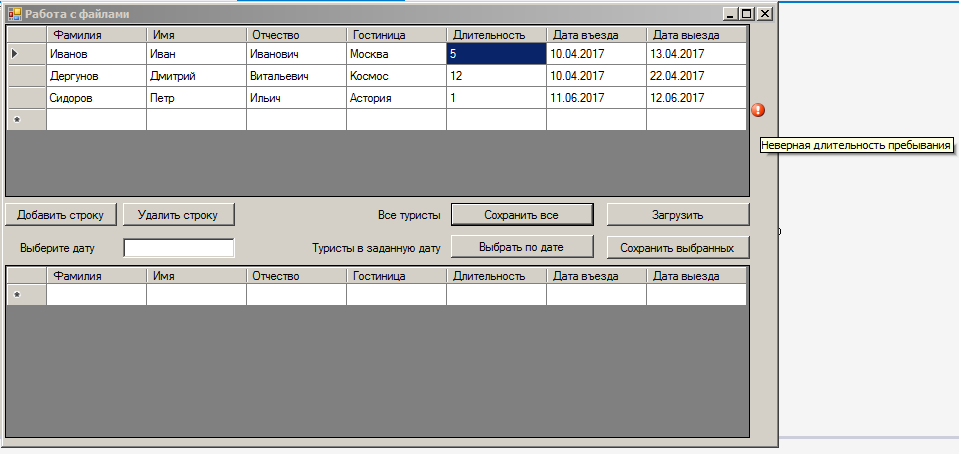 Работа с файлами
Фамилия Имя Отчество Гостиница Длительность Дата въезда Дата выезда
Иванов Иван Иванович Москва 5 10.04.2017 13.04.2017
Дергунов Дмитрий Витальевич Космос 12 10.04.2017 22.04.2017
Сидоров Петр Ильич Астория 1 11.06.2017 12.06.2017
*
Неверная длительность пребывания
Добавить строку Удалить строку Все туристы Сохранить все Загрузить
Выберите дату Туристы в заданную дату Выбрать по дате Сохранить выбранных
Фамилия Имя Отчество Гостиница Длительность Дата въезда Дата выезда
*